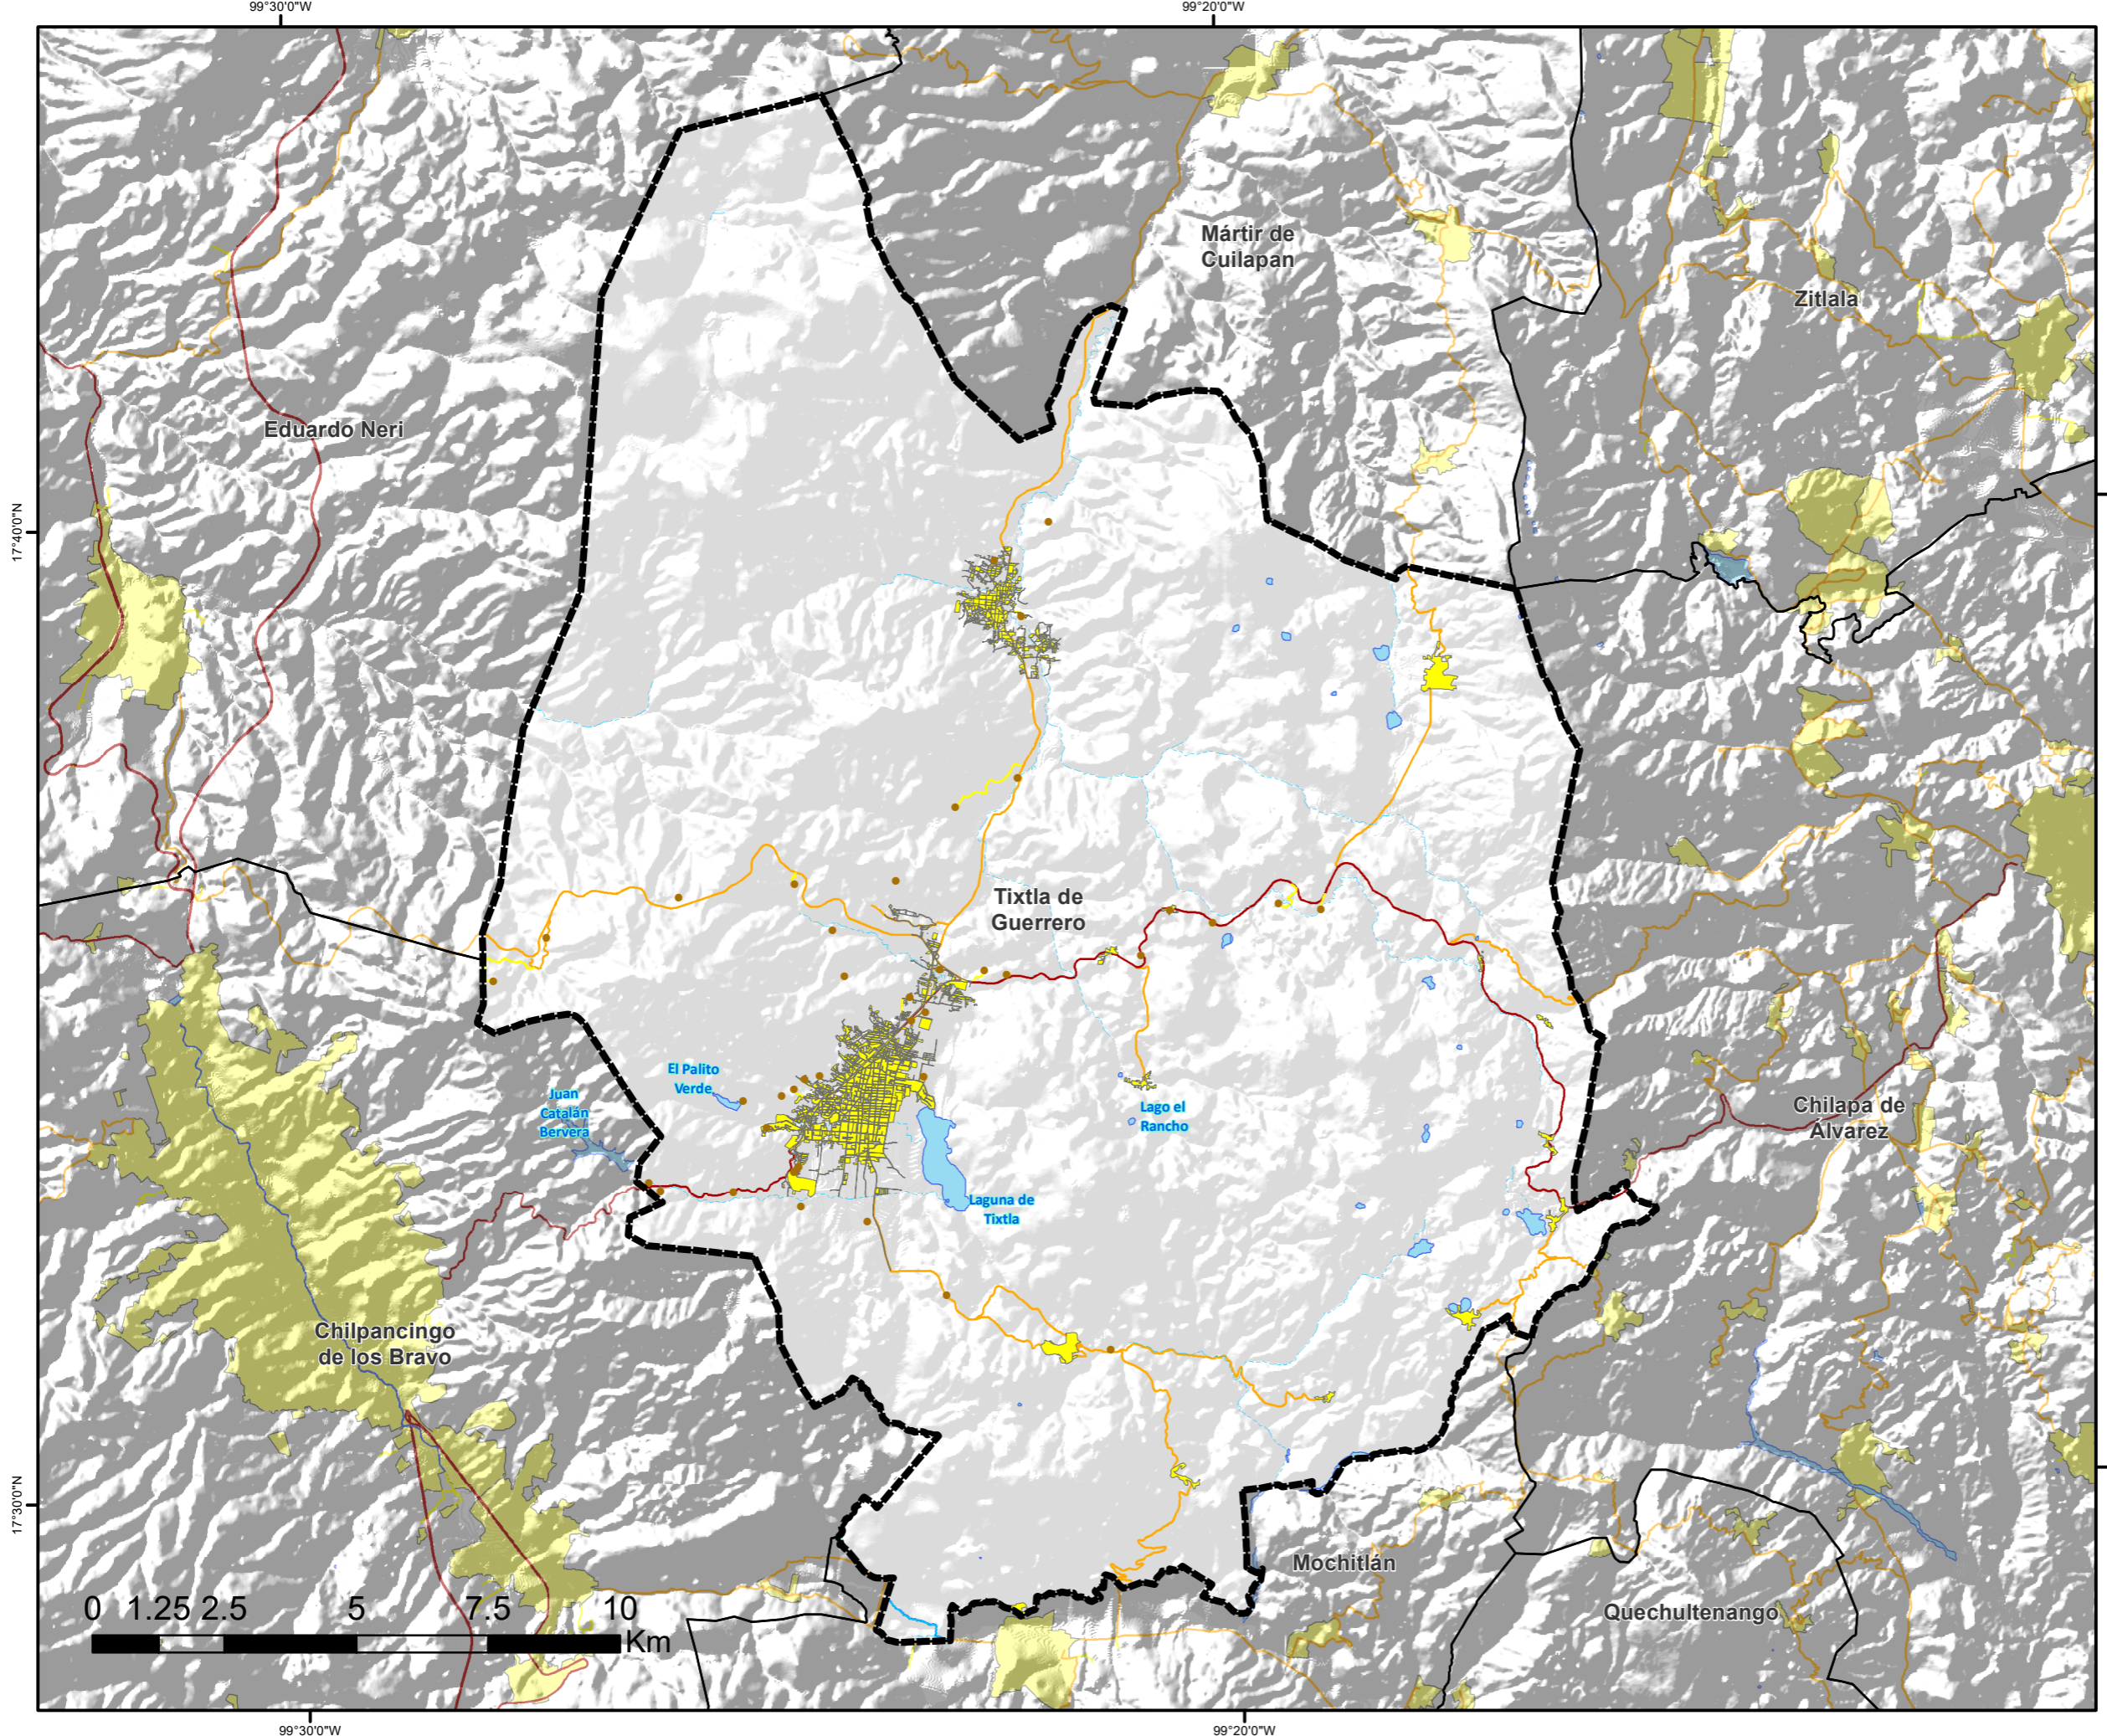 99°30'0"W
99°20'0"W
Mártir de
Cuilapan
Zitlala
Eduardo Neri
17°40'0"N
Tixtla de
Guerrero
El Palito
Verde
Juan
Catalán
Bervera
Lago el
Rancho
Chilapa de
Álvarez
Laguna de
Tixtla
Chilpancingo
de los Bravo
17°30'0"N
Mochitlán
Quechultenango
0 1.25 2.5 5 7.5 10
Km
99°30'0"W
99°20'0"W